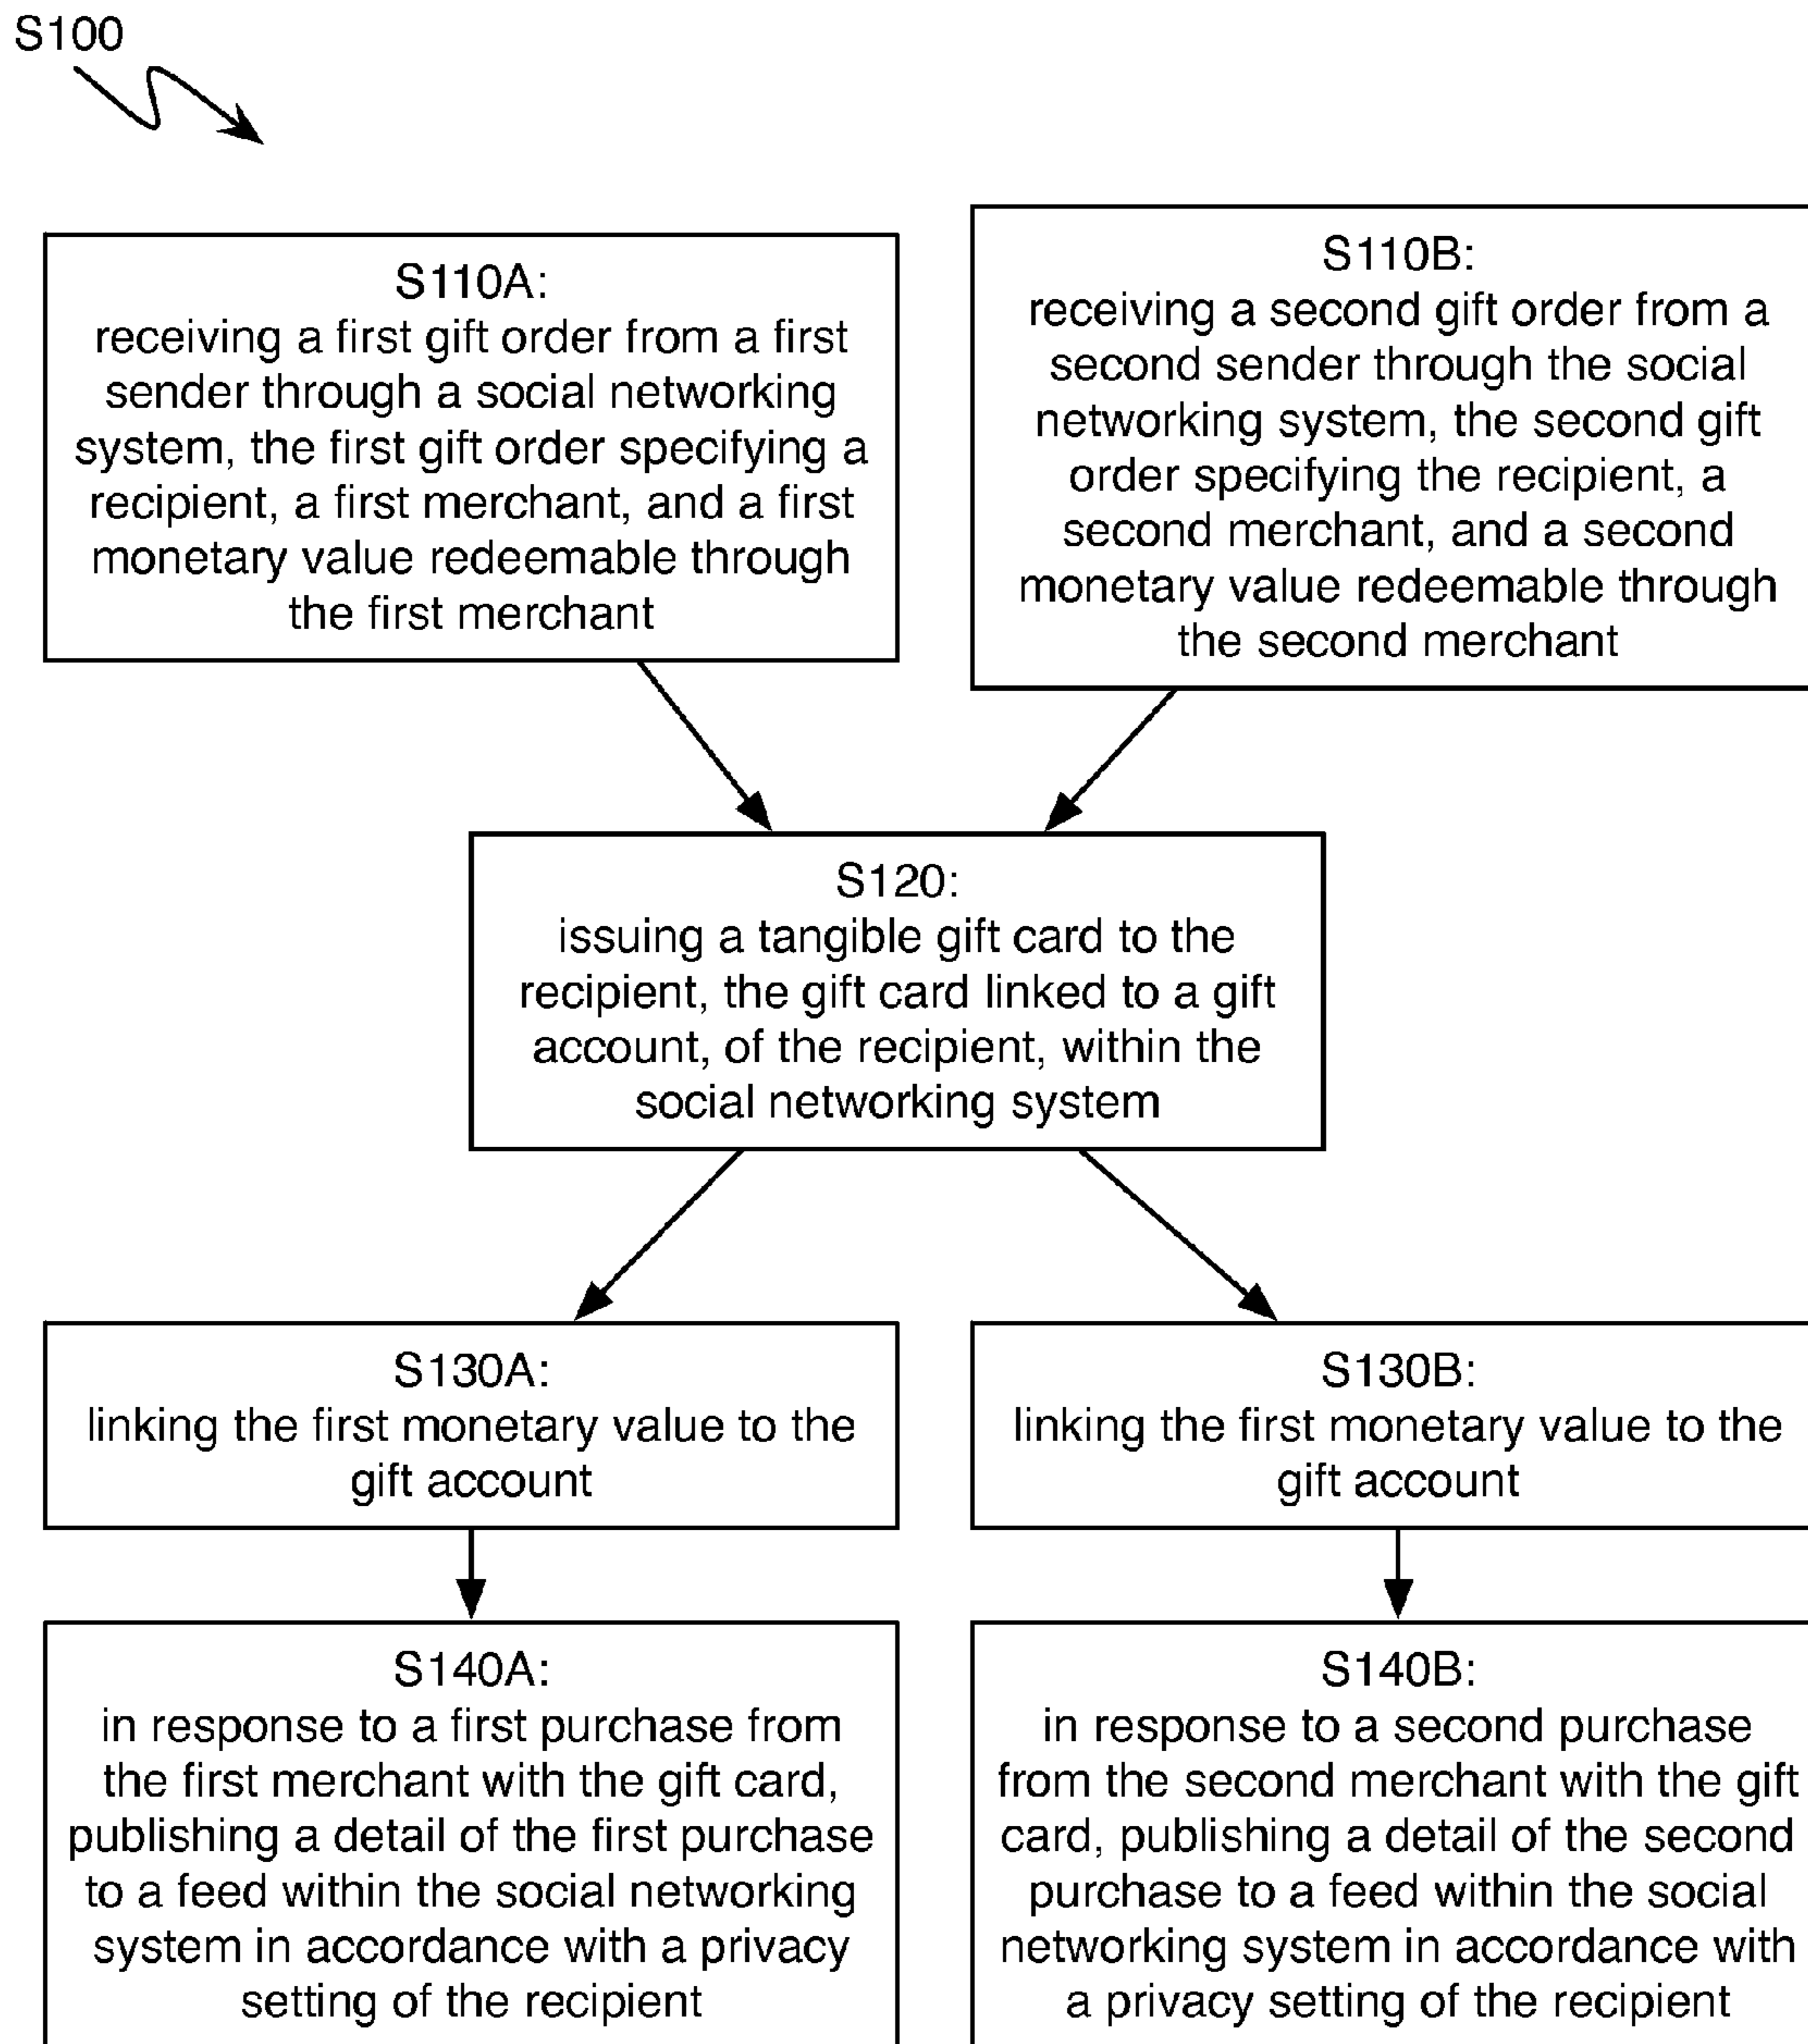 S100
S110A:
receiving a first gift order from a first
sender through a social networking
system, the first gift order specifying a
recipient, a first merchant, and a first
monetary value redeemable through
the first merchant
S110B:
receiving a second gift order from a
second sender through the social
networking system, the second gift
order specifying the recipient, a
second merchant, and a second
monetary value redeemable through
the second merchant
S120:
issuing a tangible gift card to the
recipient, the gift card linked to a gift
account, of the recipient, within the
social networking system
S130A:
linking the first monetary value to the
gift account
S130B:
linking the first monetary value to the
gift account
S140A:
in response to a first purchase from
the first merchant with the gift card,
publishing a detail of the first purchase
to a feed within the social networking
system in accordance with a privacy
setting of the recipient
S140B:
in response to a second purchase
from the second merchant with the gift
card, publishing a detail of the second
purchase to a feed within the social
networking system in accordance with
a privacy setting of the recipient